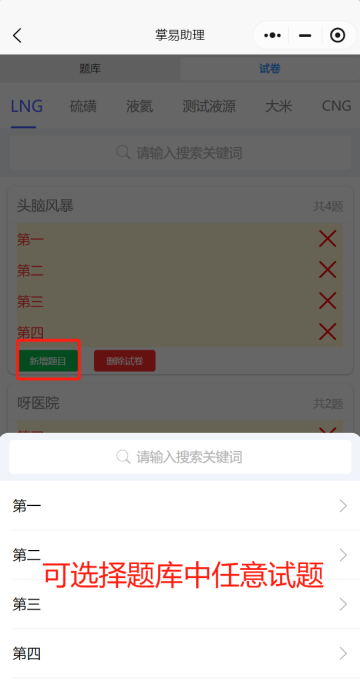 掌易助理
题库 试卷
LNG 硫磺 液氦 测试液源 大米 CNG
请输入搜索关键词
头脑风暴 共4题
第一
第二
第三
第四
新增题目 删除试卷
呀医院 共2题
请输入搜索关键词
第一
第二
可选择题库中任意试题
第三
第四